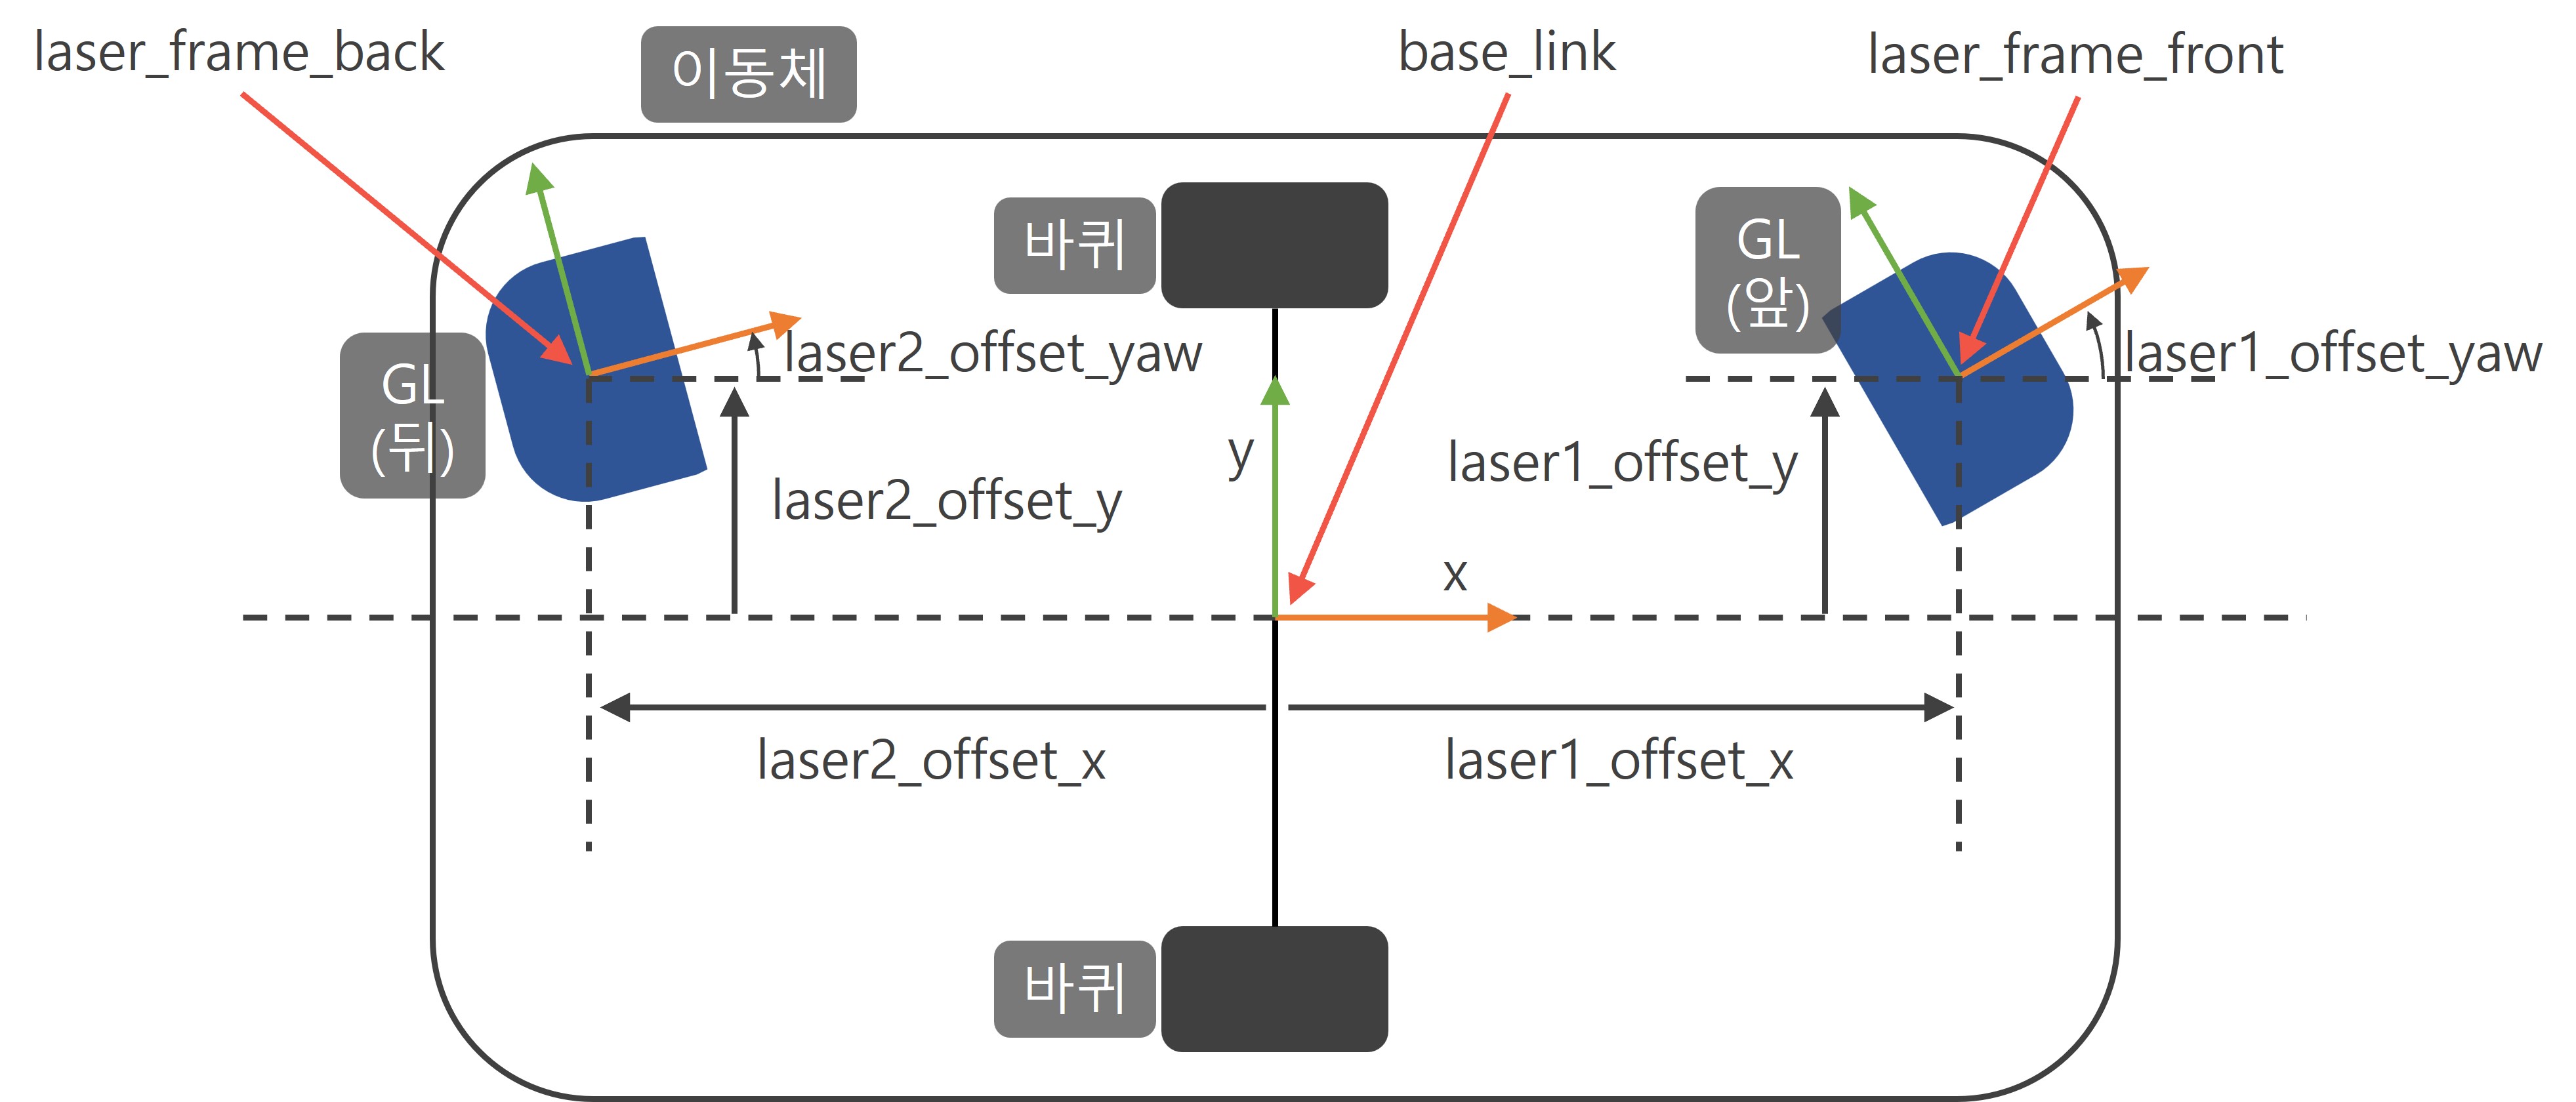 laser_frame_back
이동체
base_link
laser_frame_front
바퀴
GL
(앞)
laser2_offset_yaw
laser1_offset_yaw
GL
(뒤)
y
laser1_offset_y
laser2_offset_y
x
laser2_offset_x
laser1_offset_x
바퀴